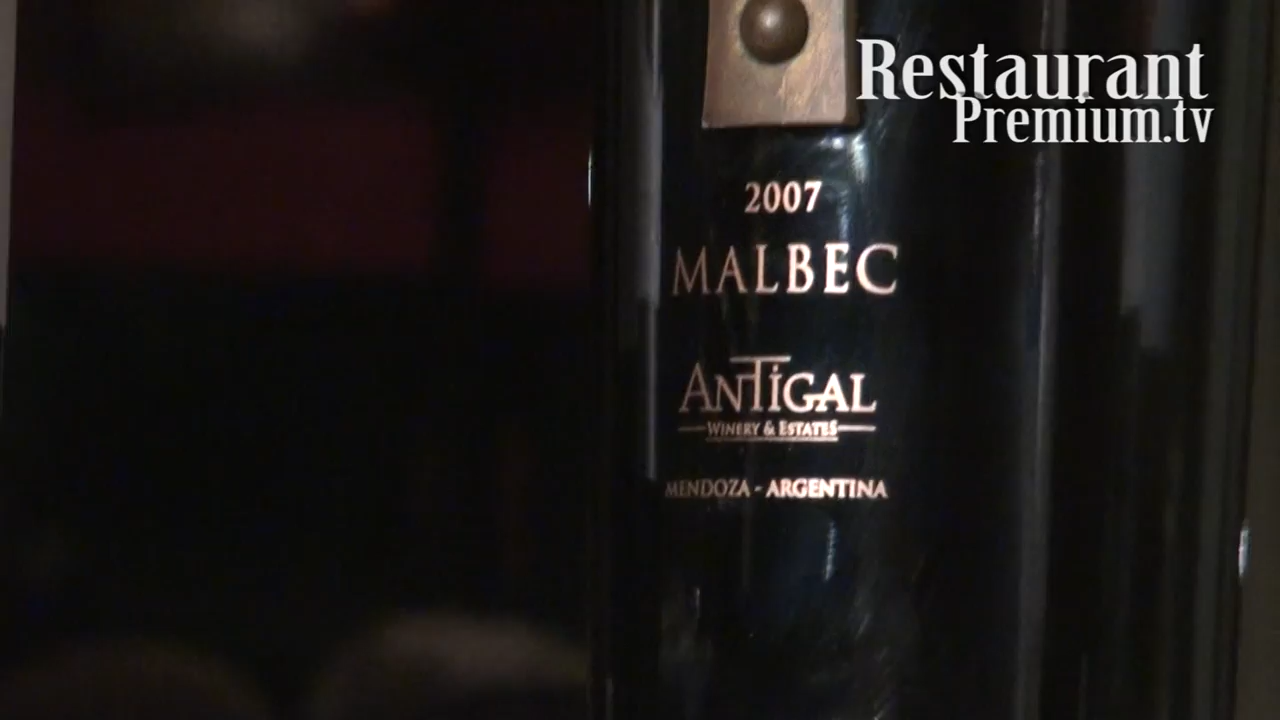 Restaurant
Premium.tv
2007
MALBEC
ANTIGAL
WINERY & ESTATES
MENDOZA - ARGENTINA